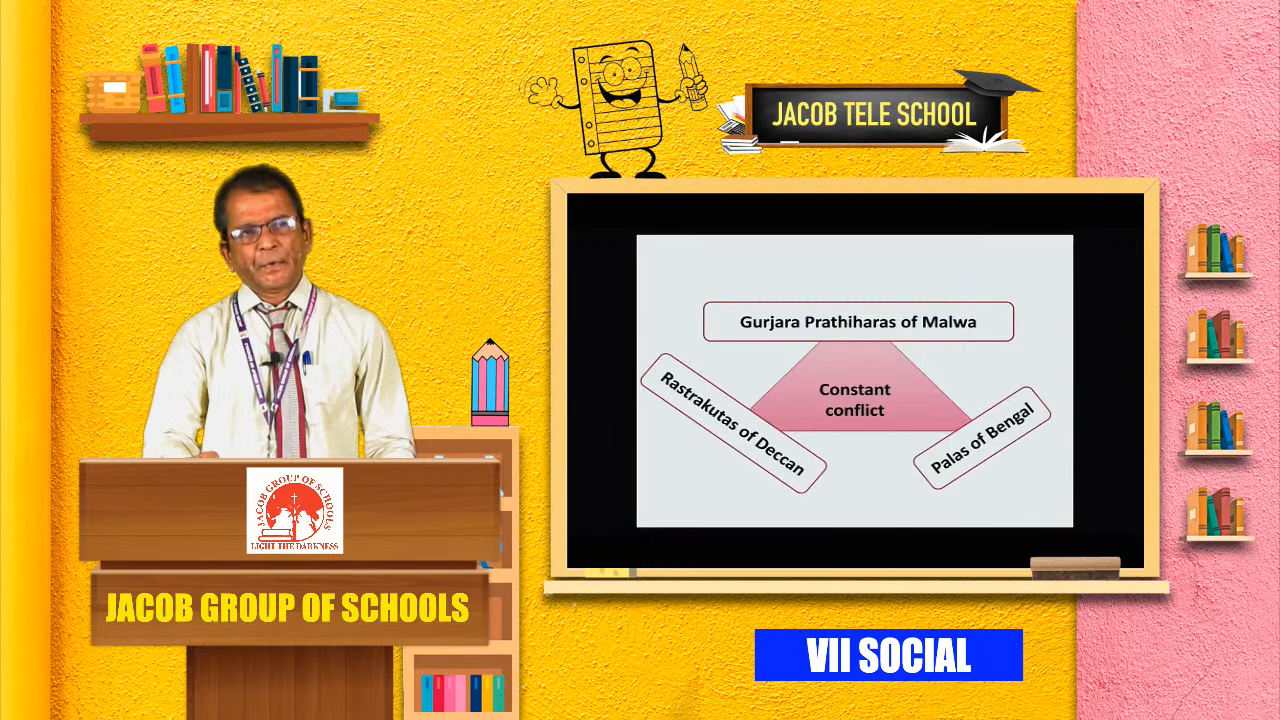 JACOB TELE SCHOOL
Gurjara Prathiharas of Malwa
Rastrakutas of Deccan
Constant
conflict
Palas of Bengal
JACOB GROUP OF SCHOOLS
LIGHT THE DARKNESS
JACOB GROUP OF SCHOOLS
VII SOCIAL